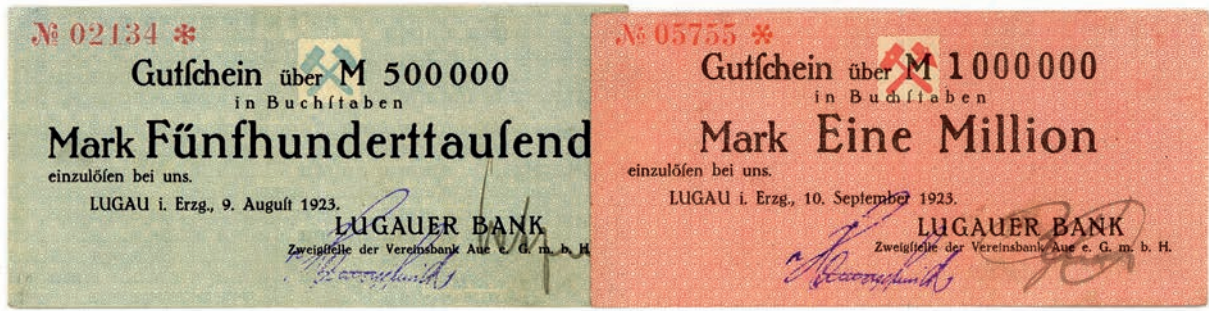 № 02134 *
Gutſchein über M 500000
in Buchſtaben
Mark Fünfhunderttauſend
einzulöſen bei uns.
LUGAU i. Erzg., 9. Auguſt 1923.
LUGAUER BANK
Zweigſtelle der Vereinsbank Aue e. G. m. b. H.
№ 05755 *
Gutſchein über M 1000000
in Buchſtaben
Mark Eine Million
einzulöſen bei uns.
LUGAU i. Erzg., 10. September 1923.
LUGAUER BANK
Zweigſtelle der Vereinsbank Aue e. G. m. b. H.